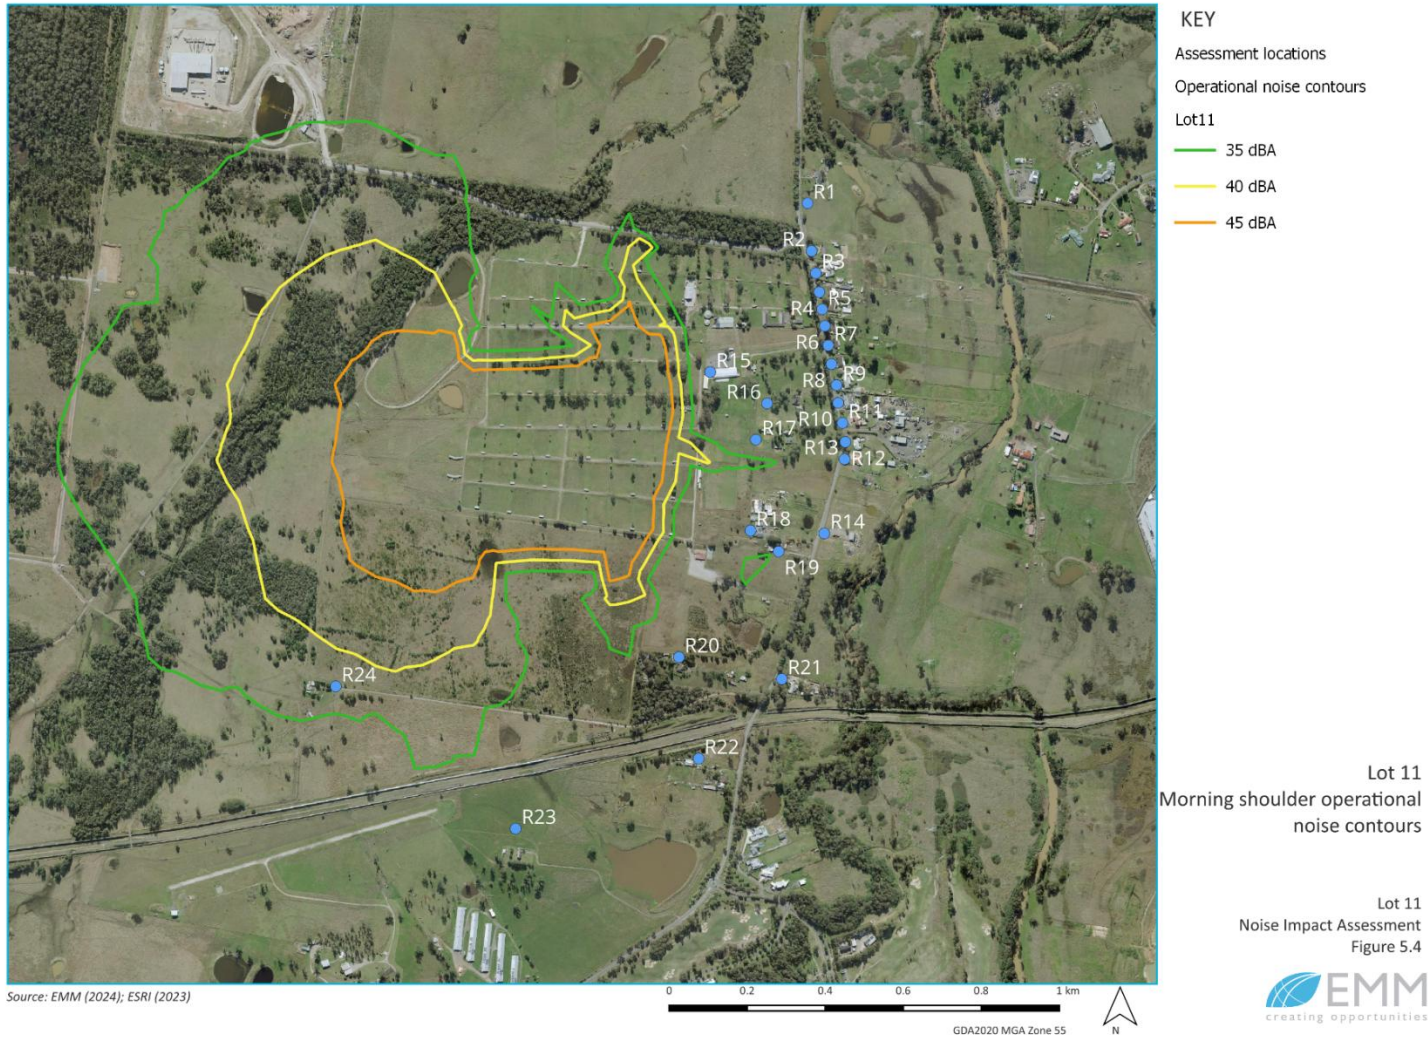 KEY
Assessment locations
Operational noise contours
Lot11
35 dBA
40 dBA
45 dBA
R1
R2
R3
R4
R5
R6
R7
R8
R9
R10
R11
R13
R12
R15
R16
R17
R18
R14
R19
R20
R21
R24
R22
R23
Lot 11
Morning shoulder operational
noise contours
Lot 11
Noise Impact Assessment
Figure 5.4
Source: EMM (2024); ESRI (2023)
0 0.2 0.4 0.6 0.8 1 km
GDA2020 MGA Zone 55
N
EMM
creating opportunities